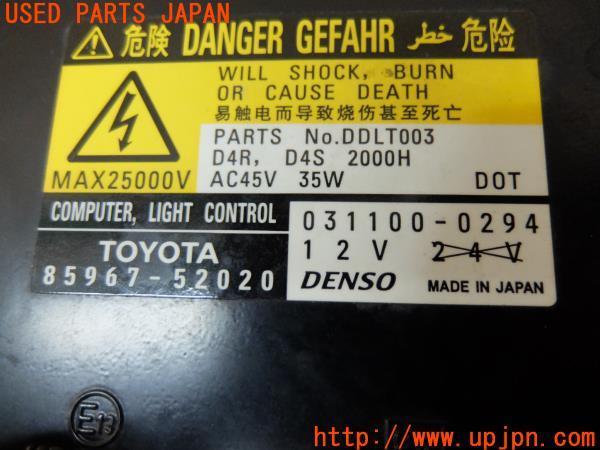 USED PARTS JAPAN
危険 DANGER GEFAHR خطر 危险
WILL SHOCK, BURN
OR CAUSE DEATH
易触电而导致烧伤甚至死亡
PARTS No.DDLT003
D4R, D4S 2000H
MAX25000V
AC45V 35W DOT
COMPUTER, LIGHT CONTROL
031100-0294
TOYOTA
12V 24V
85967-52020
DENSO MADE IN JAPAN
E13
http://www.upjpn.com/